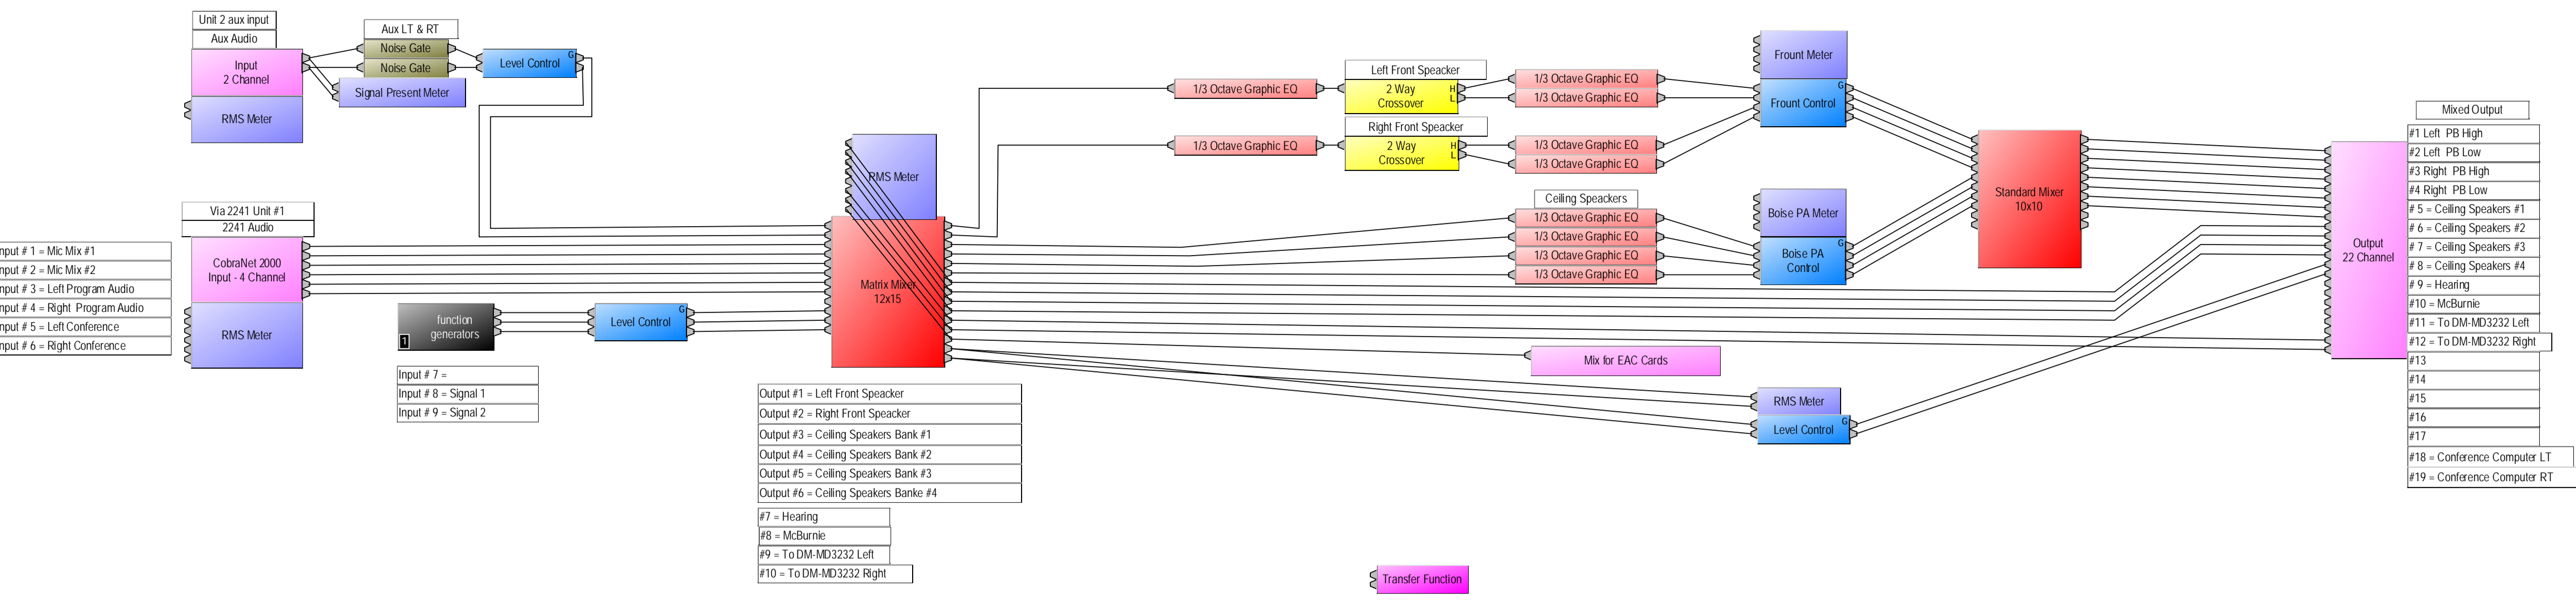 Unit 2 aux input
Aux Audio
Input
2 Channel
RMS Meter
Aux LT & RT
Noise Gate
Noise Gate
Signal Present Meter
Level Control
G
Via 2241 Unit #1
2241 Audio
CobraNet 2000
Input - 4 Channel
RMS Meter
nput # 1 = Mic Mix #1
nput # 2 = Mic Mix #2
nput # 3 = Left Program Audio
nput # 4 = Right  Program Audio
nput # 5 = Left Conference
nput # 6 = Right Conference
function
generators
1
Level Control
G
Input # 7 =
Input # 8 = Signal 1
Input # 9 = Signal 2
RMS Meter
Matrix Mixer
12x15
Output #1 = Left Front Speacker
Output #2 = Right Front Speacker
Output #3 = Ceiling Speakers Bank #1
Output #4 = Ceiling Speakers Bank #2
Output #5 = Ceiling Speakers Bank #3
Output #6 = Ceiling Speakers Banke #4
#7 = Hearing
#8 = McBurnie
#9 = To DM-MD3232 Left
#10 = To DM-MD3232 Right
1/3 Octave Graphic EQ
1/3 Octave Graphic EQ
Left Front Speacker
2 Way
Crossover
H
L
Right Front Speacker
2 Way
Crossover
H
L
1/3 Octave Graphic EQ
1/3 Octave Graphic EQ
1/3 Octave Graphic EQ
1/3 Octave Graphic EQ
Ceiling Speackers
1/3 Octave Graphic EQ
1/3 Octave Graphic EQ
1/3 Octave Graphic EQ
1/3 Octave Graphic EQ
Frount Meter
Frount Control
G
Boise PA Meter
Boise PA
Control
G
Mix for EAC Cards
RMS Meter
Level Control
G
Transfer Function
Standard Mixer
10x10
Output
22 Channel
Mixed Output
#1 Left  PB High
#2 Left  PB Low
#3 Right  PB High
#4 Right  PB Low
# 5 = Ceiling Speakers #1
# 6 = Ceiling Speakers #2
# 7 = Ceiling Speakers #3
# 8 = Ceiling Speakers #4
# 9 = Hearing
#10 = McBurnie
#11 = To DM-MD3232 Left
#12 = To DM-MD3232 Right
#13
#14
#15
#16
#17
#18 = Conference Computer LT
#19 = Conference Computer RT